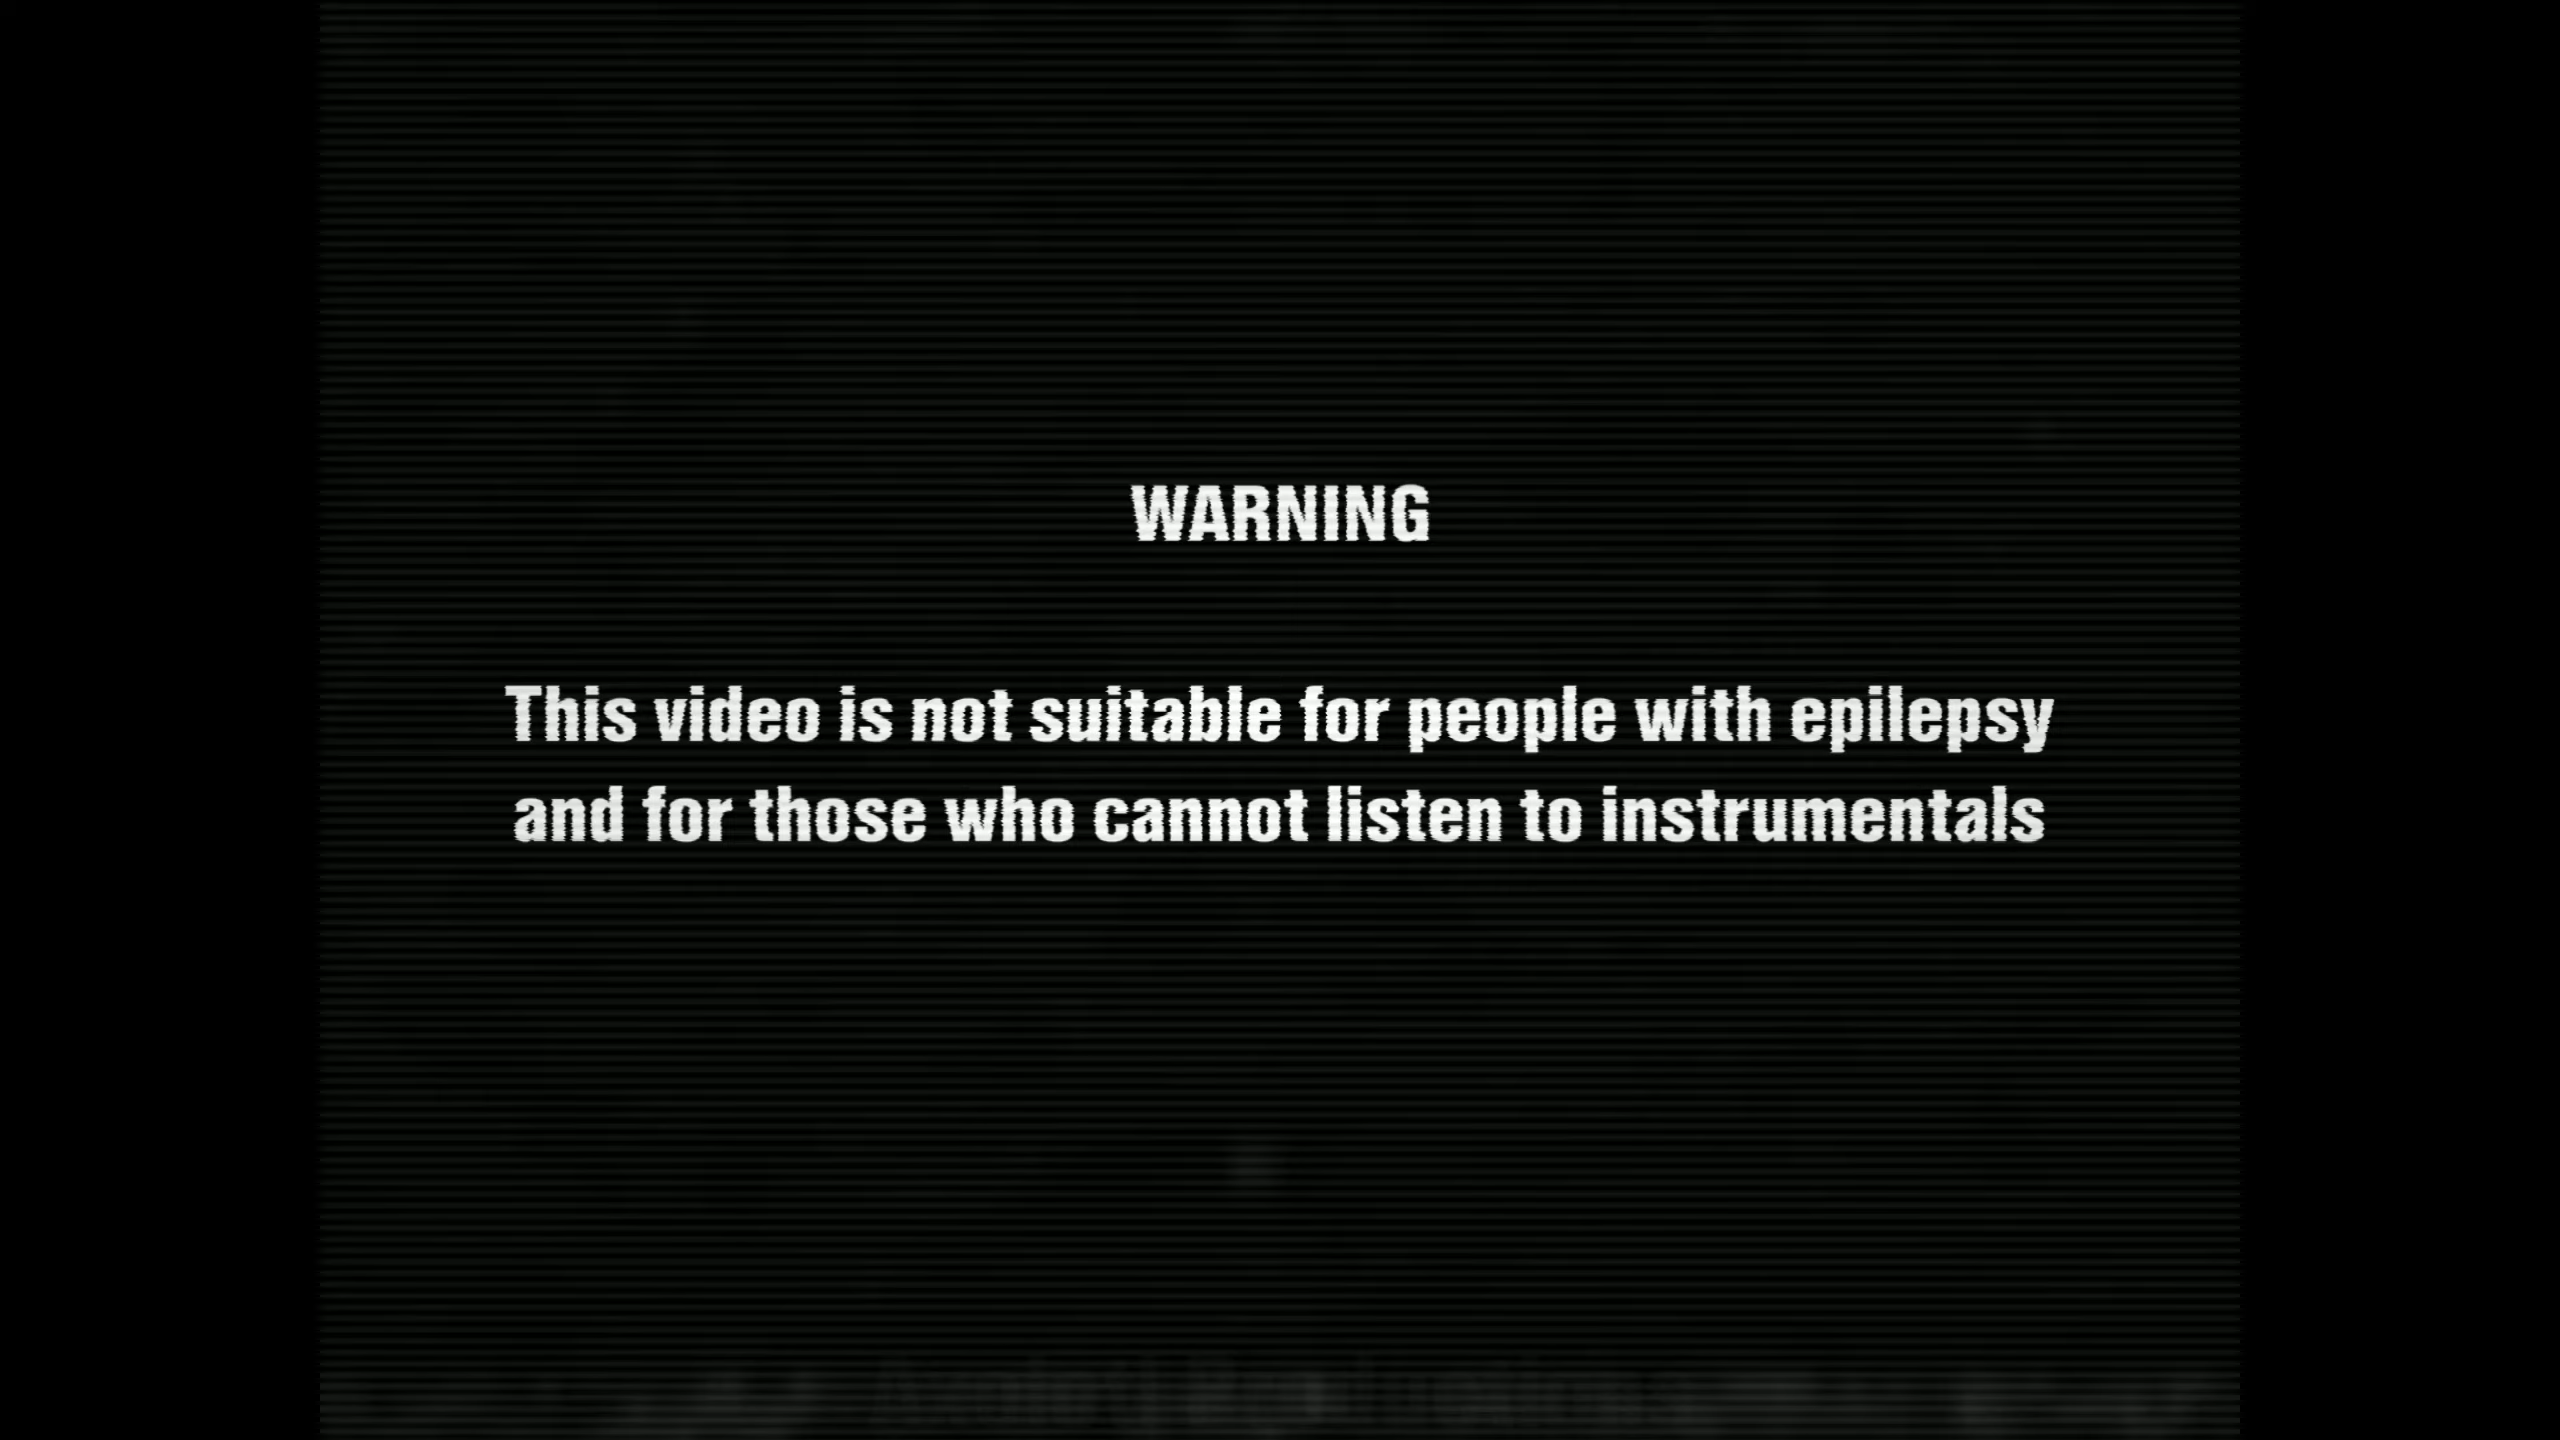 WARNING
This video is not suitable for people with epilepsy
and for those who cannot listen to instrumentals